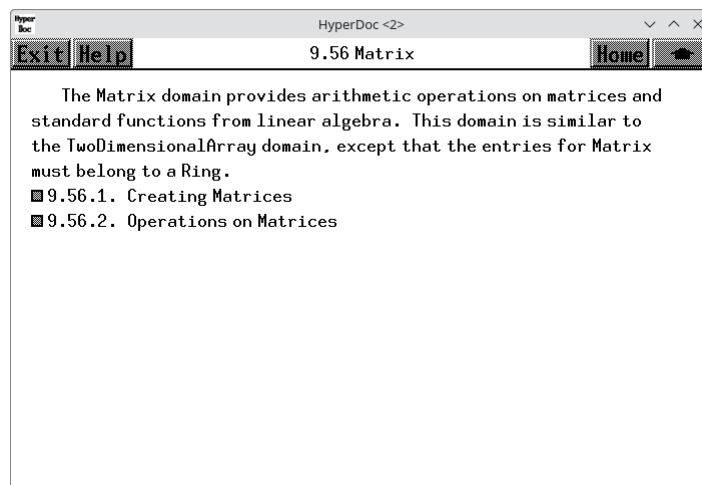 Hyper
Doc
HyperDoc <2>
Exit Help 9.56 Matrix Home
The Matrix domain provides arithmetic operations on matrices and
standard functions from linear algebra. This domain is similar to
the TwoDimensionalArray domain, except that the entries for Matrix
must belong to a Ring.
9.56.1. Creating Matrices
9.56.2. Operations on Matrices